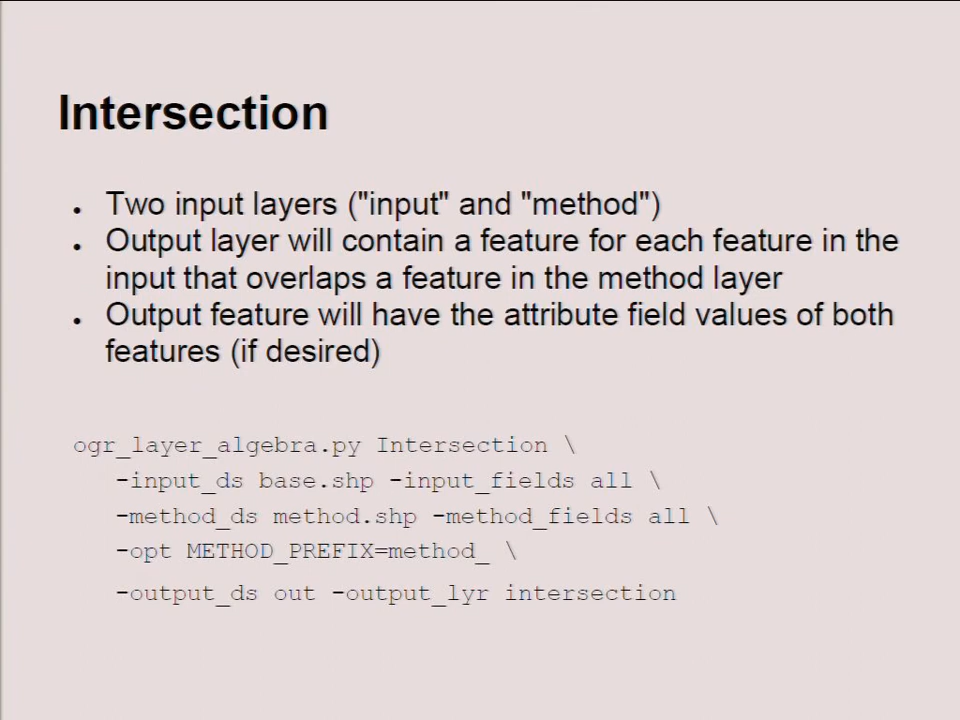 Intersection
● Two input layers ("input" and "method")
● Output layer will contain a feature for each feature in the
input that overlaps a feature in the method layer
● Output feature will have the attribute field values of both
features (if desired)
ogr_layer_algebra.py Intersection \
-input_ds base.shp -input_fields all \
-method_ds method.shp -method_fields all \
-opt METHOD_PREFIX=method_ \
-output_ds out -output_lyr intersection